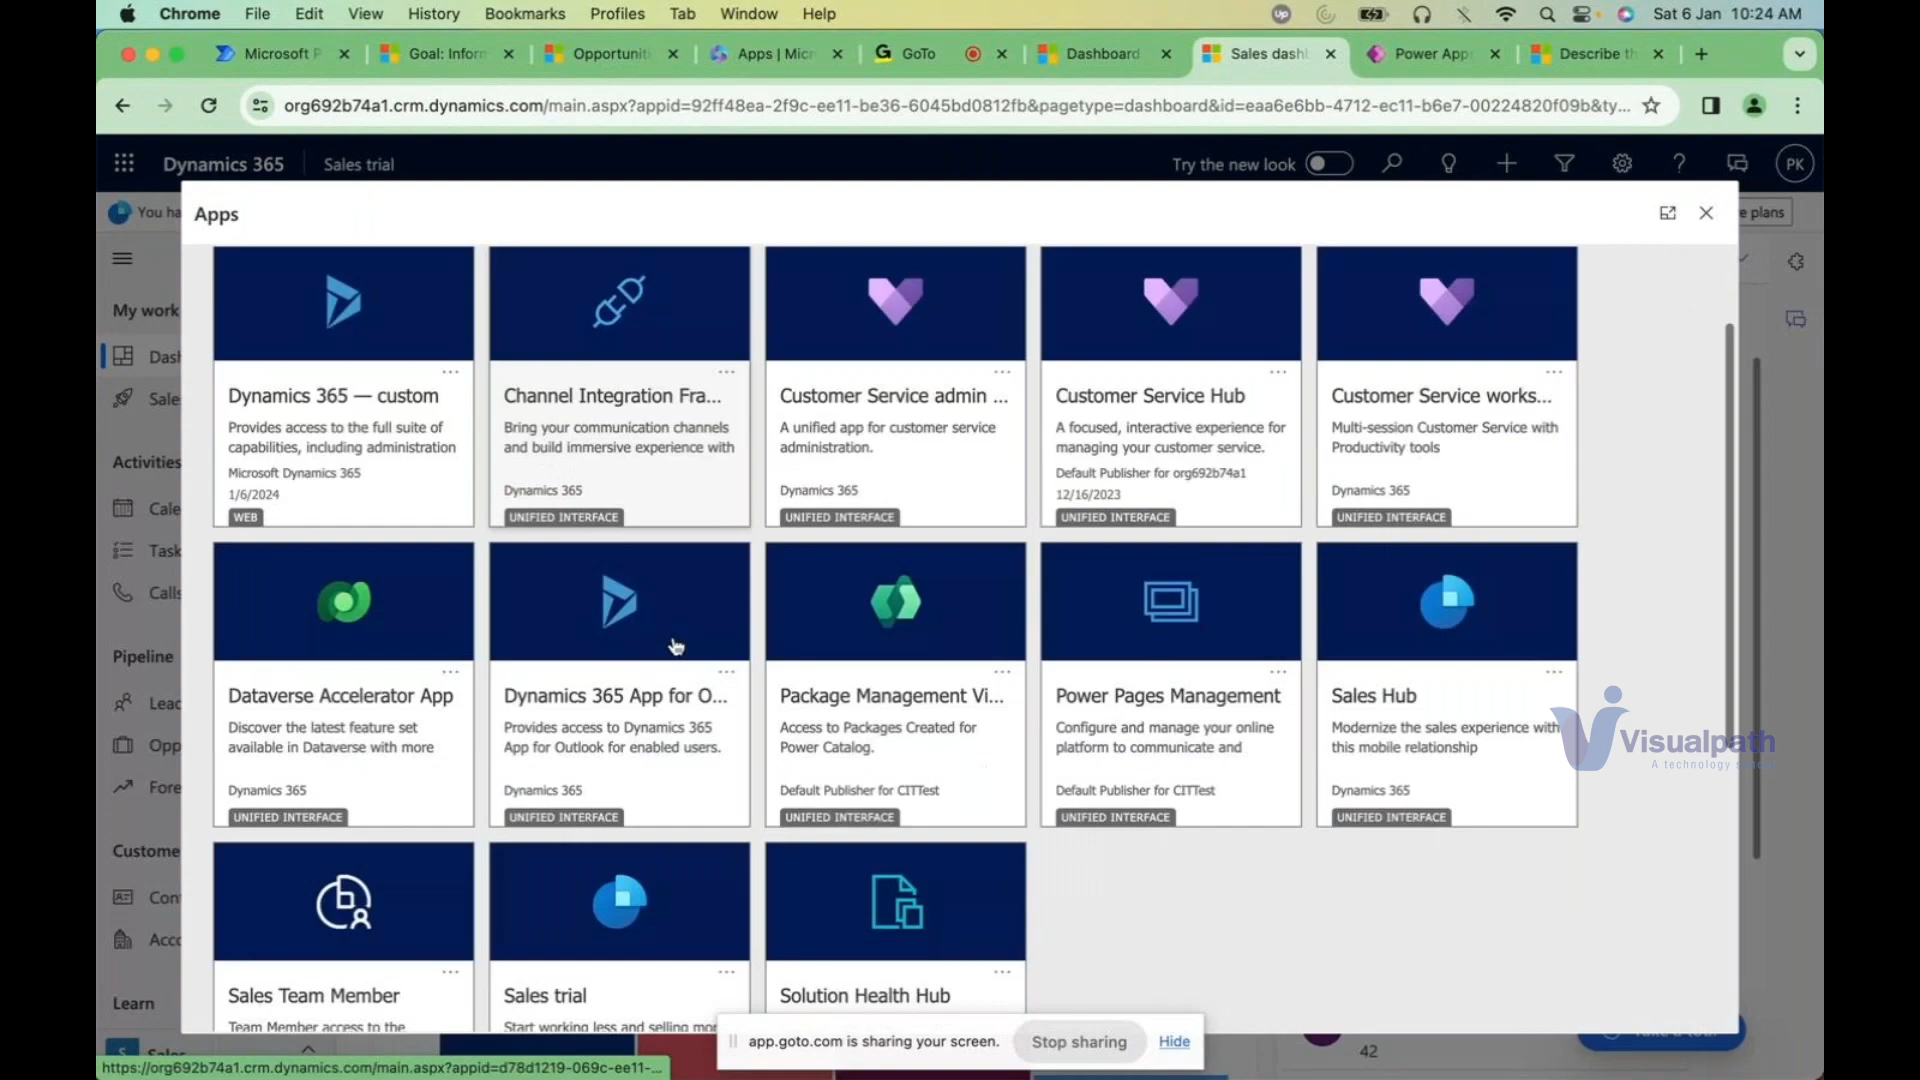 Chrome File Edit View History Bookmarks Profiles Tab Window Help
Up
Sat 6 Jan 10:24 AM
Microsoft P
Goal: Inform
Opportuniti
Apps | Micr
GoTo
Dashboard
Sales dashb
Power App
Describe th
org692b74a1.crm.dynamics.com/main.aspx?appid=92ff48ea-2f9c-ee11-be36-6045bd0812fb&pagetype=dashboard&id=eaa6e6bb-4712-ec11-b6e7-00224820f09b&ty...
Dynamics 365
Sales trial
Try the new look
PK
You ha
e plans
Apps
My work
Dash
Sales
Activities
Cale
Task
Calls
Pipeline
Lead
Opp
Fore
Custome
Con
Acco
Learn
S
Sales
Dynamics 365 — custom
Provides access to the full suite of
capabilities, including administration
Microsoft Dynamics 365
1/6/2024
WEB
Channel Integration Fra...
Bring your communication channels
and build immersive experience with
Dynamics 365
UNIFIED INTERFACE
Customer Service admin ...
A unified app for customer service
administration.
Dynamics 365
UNIFIED INTERFACE
Customer Service Hub
A focused, interactive experience for
managing your customer service.
Default Publisher for org692b74a1
12/16/2023
UNIFIED INTERFACE
Customer Service works...
Multi-session Customer Service with
Productivity tools
Dynamics 365
UNIFIED INTERFACE
Dataverse Accelerator App
Discover the latest feature set
available in Dataverse with more
Dynamics 365
UNIFIED INTERFACE
Dynamics 365 App for O...
Provides access to Dynamics 365
App for Outlook for enabled users.
Dynamics 365
UNIFIED INTERFACE
Package Management Vi...
Access to Packages Created for
Power Catalog.
Default Publisher for CITTest
UNIFIED INTERFACE
Power Pages Management
Configure and manage your online
platform to communicate and
Default Publisher for CITTest
UNIFIED INTERFACE
Sales Hub
Modernize the sales experience with
this mobile relationship
Dynamics 365
UNIFIED INTERFACE
Visualpath
A technology school
Sales Team Member
Team Member access to the
Sales trial
Start working less and selling mor
Solution Health Hub
app.goto.com is sharing your screen.
Stop sharing
Hide
Take a tour
42
https://org692b74a1.crm.dynamics.com/main.aspx?appid=d78d1219-069c-ee11-...